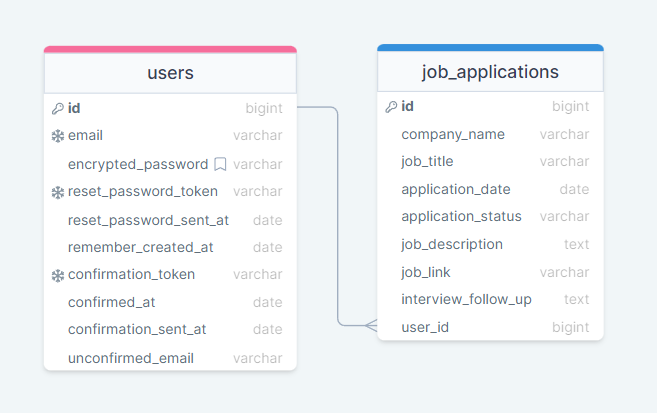 users
id bigint
email varchar
encrypted_password varchar
reset_password_token varchar
reset_password_sent_at date
remember_created_at date
confirmation_token varchar
confirmed_at date
confirmation_sent_at date
unconfirmed_email varchar
job_applications
id bigint
company_name varchar
job_title varchar
application_date date
application_status varchar
job_description text
job_link varchar
interview_follow_up text
user_id bigint